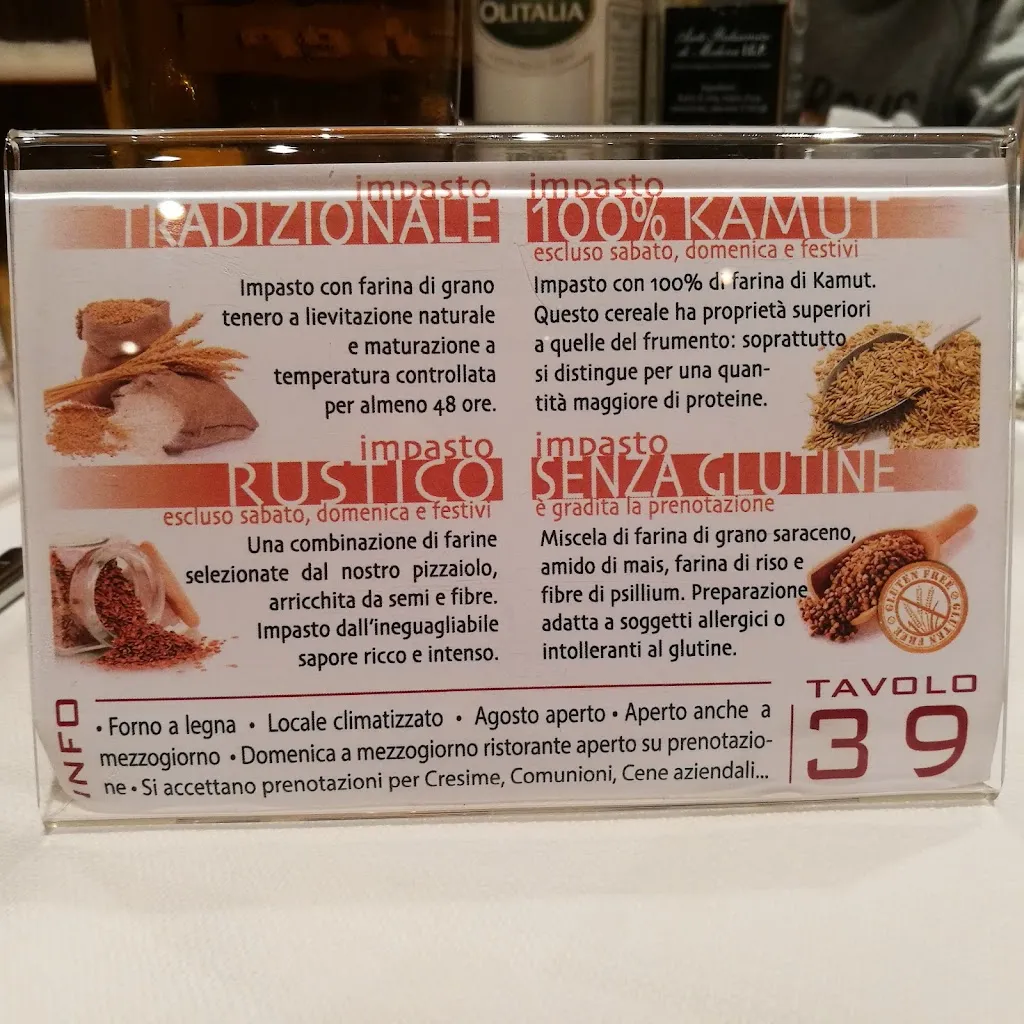 OLITALIA
impasto
TRADIZIONALE
Impasto con farina di grano
tenero a lievitazione naturale
e maturazione a
temperatura controllata
per almeno 48 ore.
impasto
100% KAMUT
escluso sabato, domenica e festivi
Impasto con 100% di farina di Kamut.
Questo cereale ha proprietà superiori
a quelle del frumento: soprattutto
si distingue per una quan-
tità maggiore di proteine.
impasto
RUSTICO
escluso sabato, domenica e festivi
Una combinazione di farine
selezionate dal nostro pizzaiolo,
arricchita da semi e fibre.
Impasto dall'ineguagliabile
sapore ricco e intenso.
impasto
SENZA GLUTINE
è gradita la prenotazione
Miscela di farina di grano saraceno,
amido di mais, farina di riso e
fibre di psillium. Preparazione
adatta a soggetti allergici o
intolleranti al glutine.
GLUTEN FREE
GLUTEN FREE
INFO
• Forno a legna • Locale climatizzato • Agosto aperto • Aperto anche a
mezzogiorno • Domenica a mezzogiorno ristorante aperto su prenotazio-
ne • Si accettano prenotazioni per Cresime, Comunioni, Cene aziendali...
TAVOLO
39